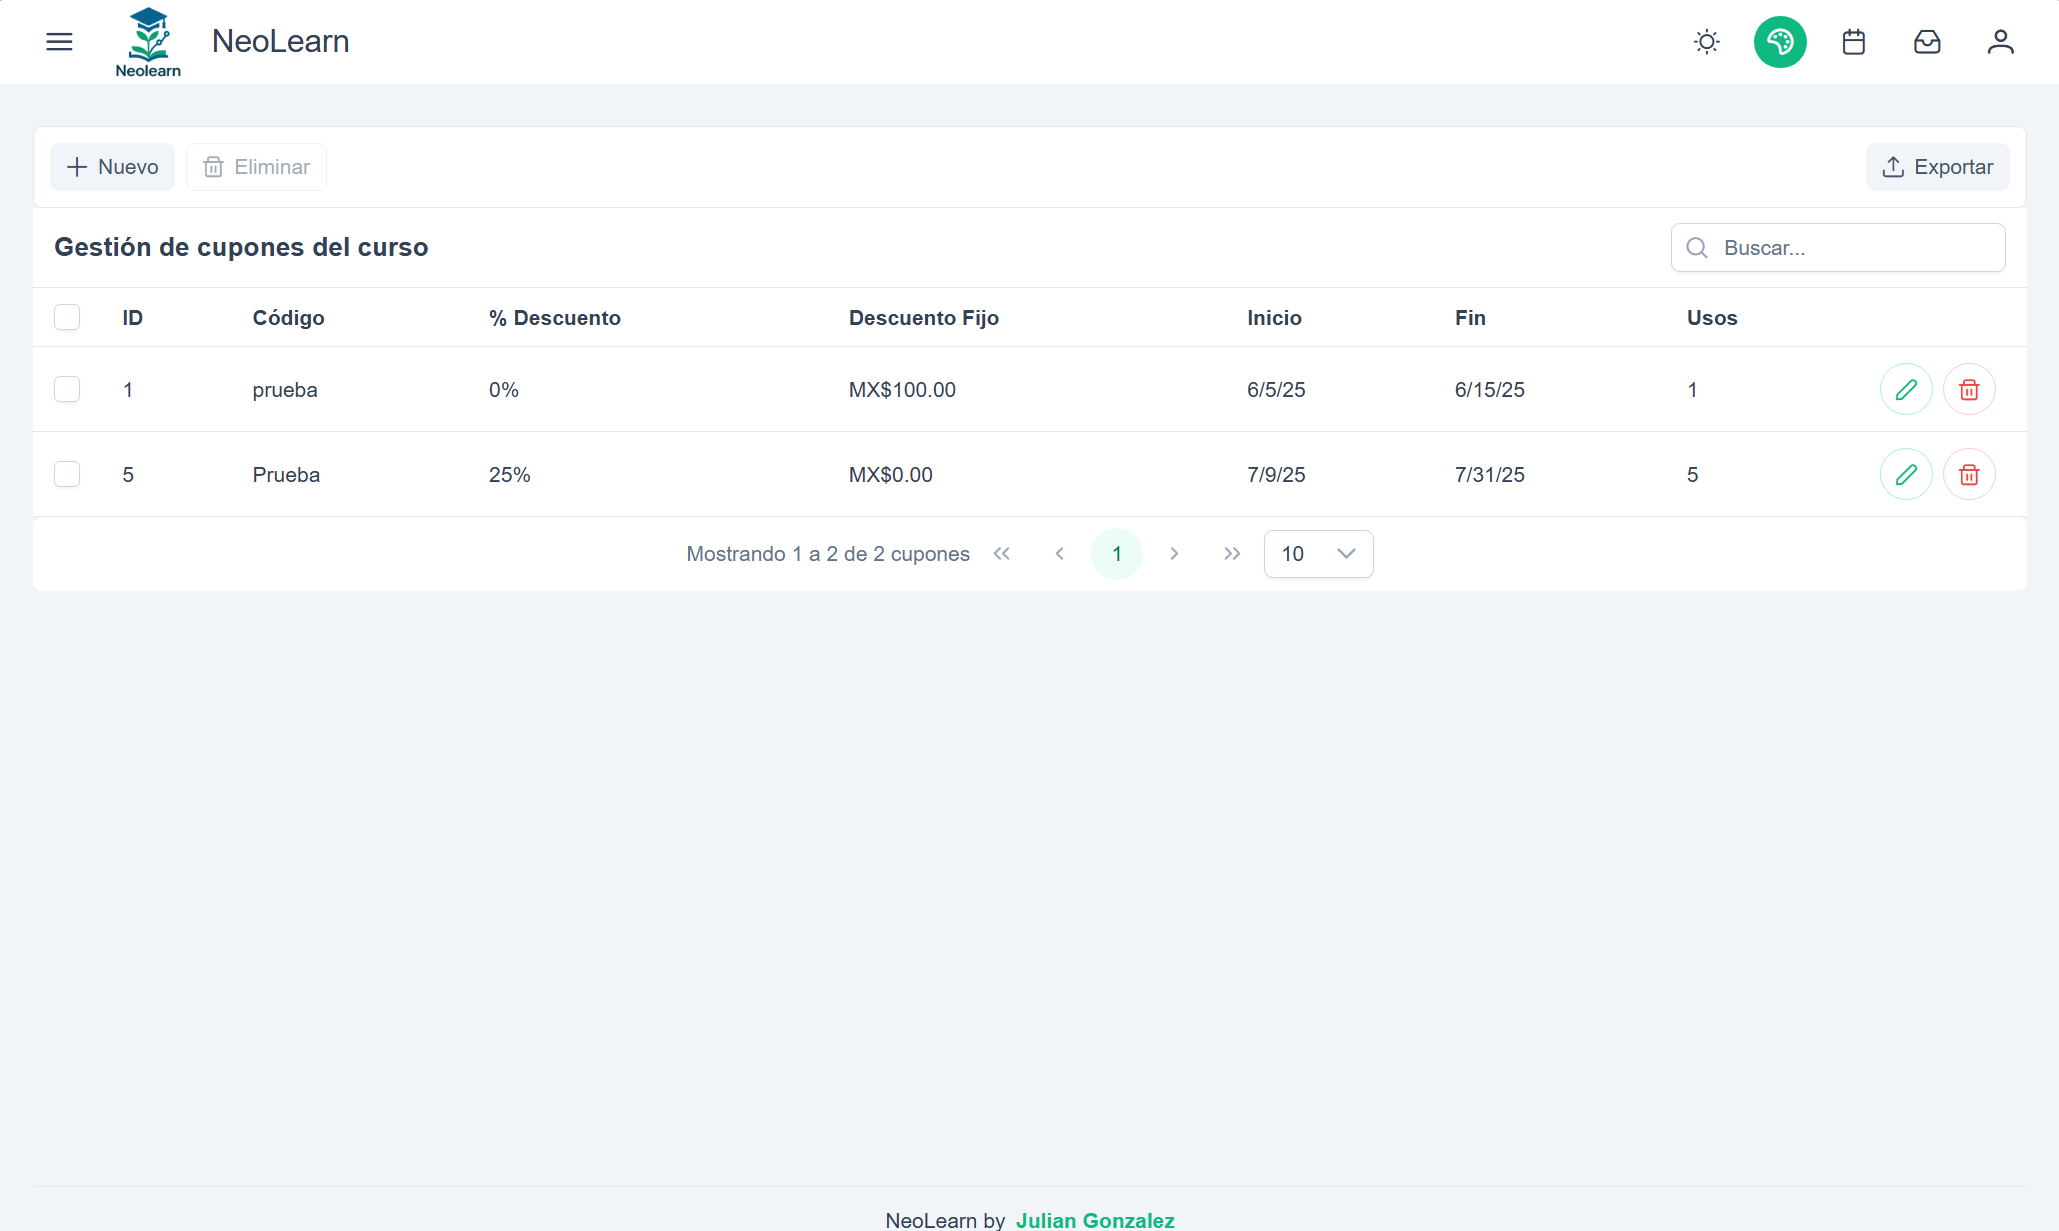 Neolearn
NeoLearn
Nuevo Eliminar Exportar
Gestión de cupones del curso Buscar...
ID Código % Descuento Descuento Fijo Inicio Fin Usos
1 prueba 0% MX$100.00 6/5/25 6/15/25 1
5 Prueba 25% MX$0.00 7/9/25 7/31/25 5
Mostrando 1 a 2 de 2 cupones « ‹ 1 › » 10
NeoLearn by Julian Gonzalez